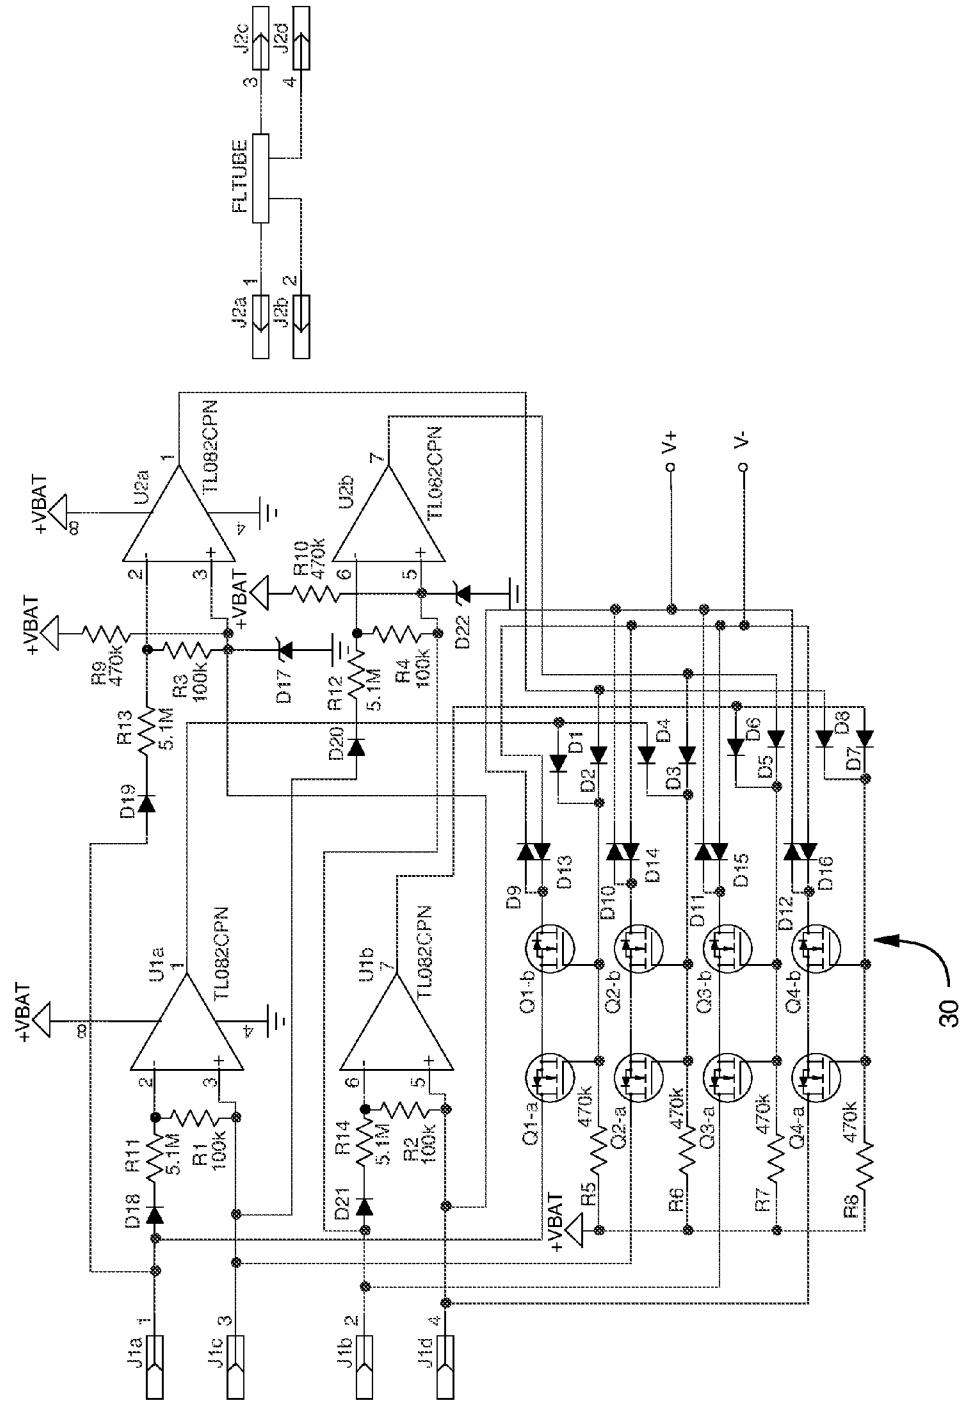 J2c
J2d
3
4
FLTUBE
1
2
J2a
J2b
+VBAT
8
U2a
1
TL082CPN
4
2
-
3
+
+VBAT
R9
470k
R13
5.1M
R3
100k
D19
D17
+VBAT
R10
470k
U2b
7
TL082CPN
6
-
5
+
R12
5.1M
R4
100k
D22
D20
+VBAT
8
U1a
1
TL082CPN
4
2
-
3
+
R11
5.1M
R1
100k
D18
U1b
7
TL082CPN
6
-
5
+
R14
5.1M
R2
100k
D21
J1a
1
J1c
3
J1b
2
J1d
4
V+
V-
D1
D2
D4
D3
D6
D5
D8
D7
D9
D13
D10
D14
D11
D15
D12
D16
Q1-b
Q2-b
Q3-b
Q4-b
Q1-a
Q2-a
Q3-a
Q4-a
470k
470k
470k
470k
+VBAT
R5
R6
R7
R8
30